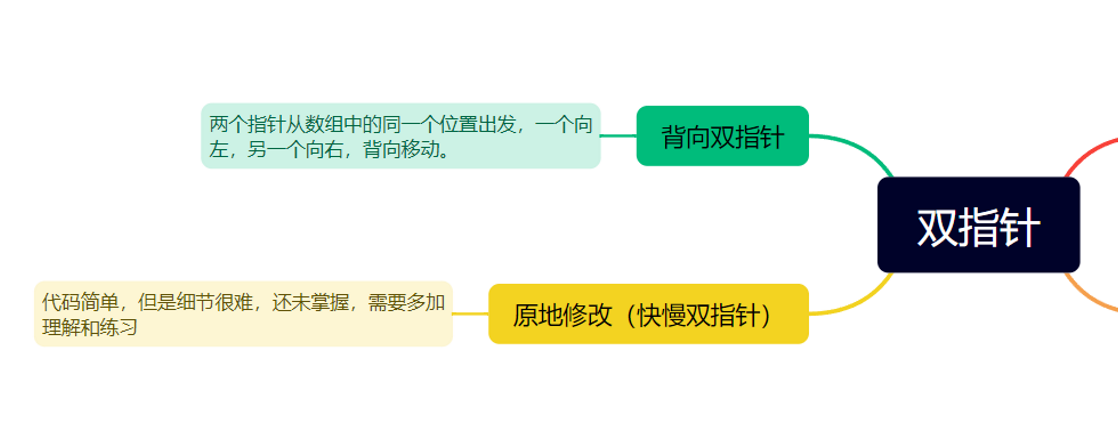 两个指针从数组中的同一个位置出发，一个向
左，另一个向右，背向移动。
背向双指针
双指针
代码简单，但是细节很难，还未掌握，需要多加
理解和练习
原地修改（快慢双指针）